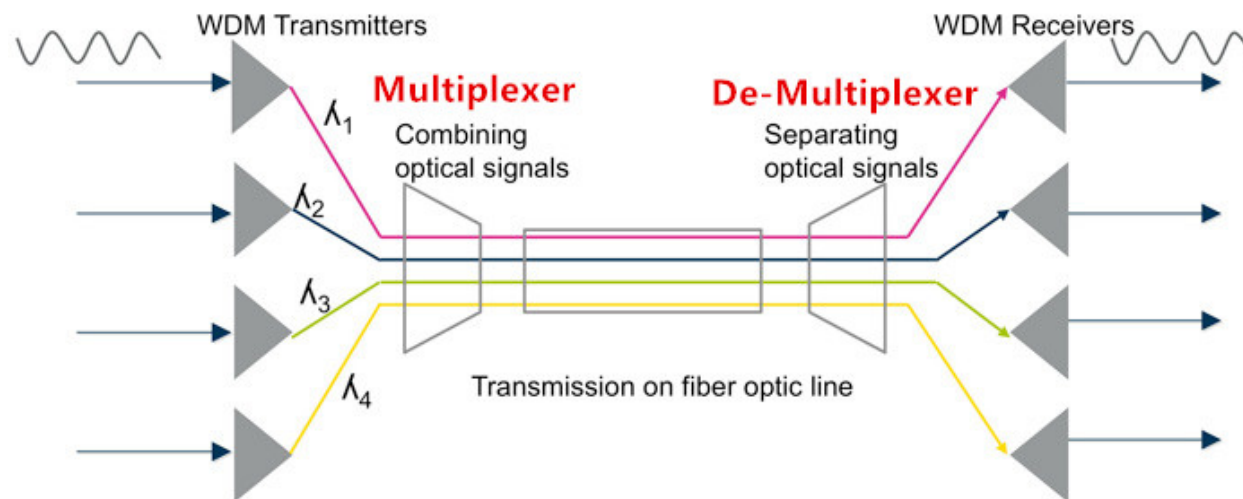 WDM Transmitters
WDM Receivers
Multiplexer
De-Multiplexer
Combining
optical signals
Separating
optical signals
λ1
λ2
λ3
λ4
Transmission on fiber optic line